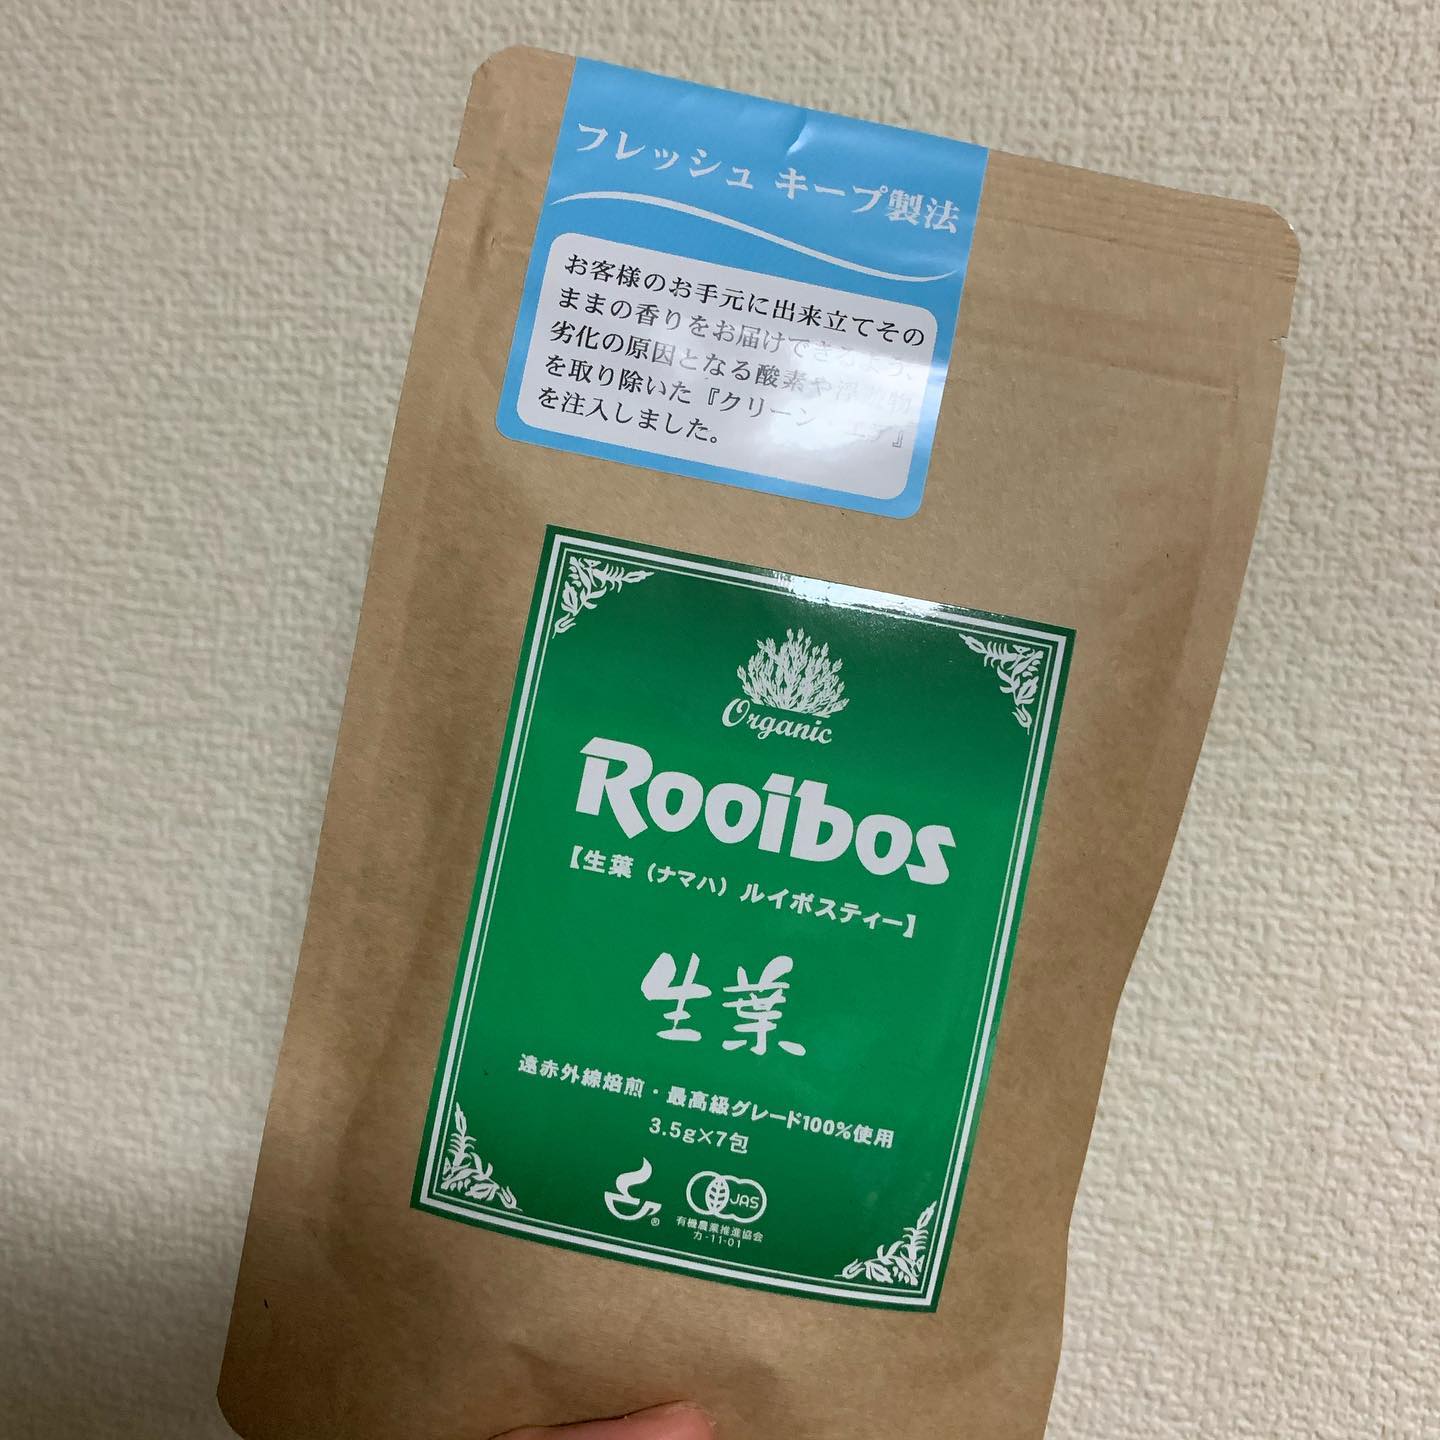 フレッシュ キープ製法
お客様のお手元に出来立てその
ままの香りをお届けできるよう
劣化の原因となる酸素や浮遊物
を取り除いた『クリーン・エア』
を注入しました。
Organic
Rooibos
【生葉（ナマハ）ルイボスティー】
生葉
遠赤外線焙煎・最高級グレード100%使用
3.5g×7包
®
JAS
有機農業推進協会
カ-11-01